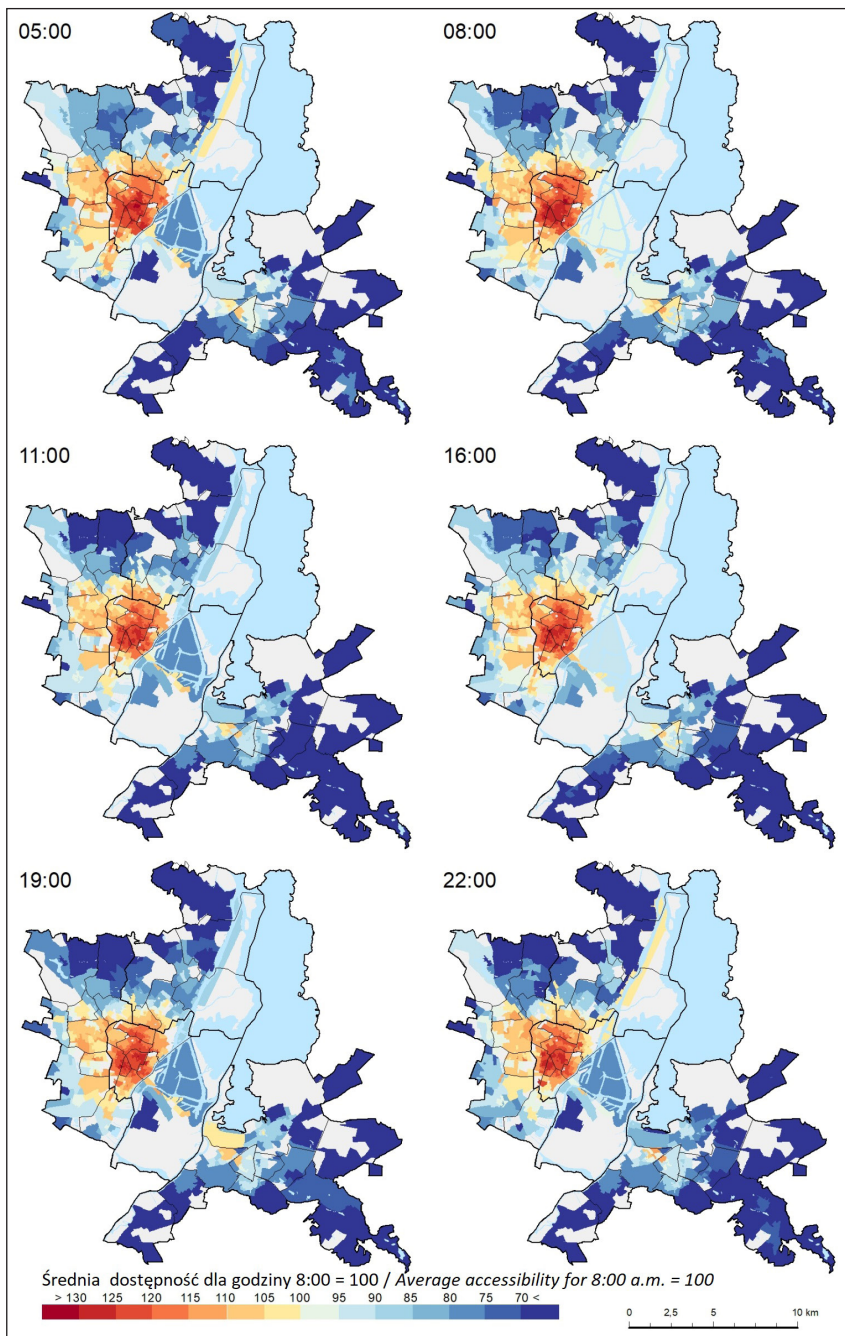 05:00 08:00
11:00 16:00
19:00 22:00
Średnia dostępność dla godziny 8:00 = 100 / Average accessibility for 8:00 a.m. = 100
> 130 125 120 115 110 105 100 95 90 85 80 75 70 <
0 2,5 5 10 km